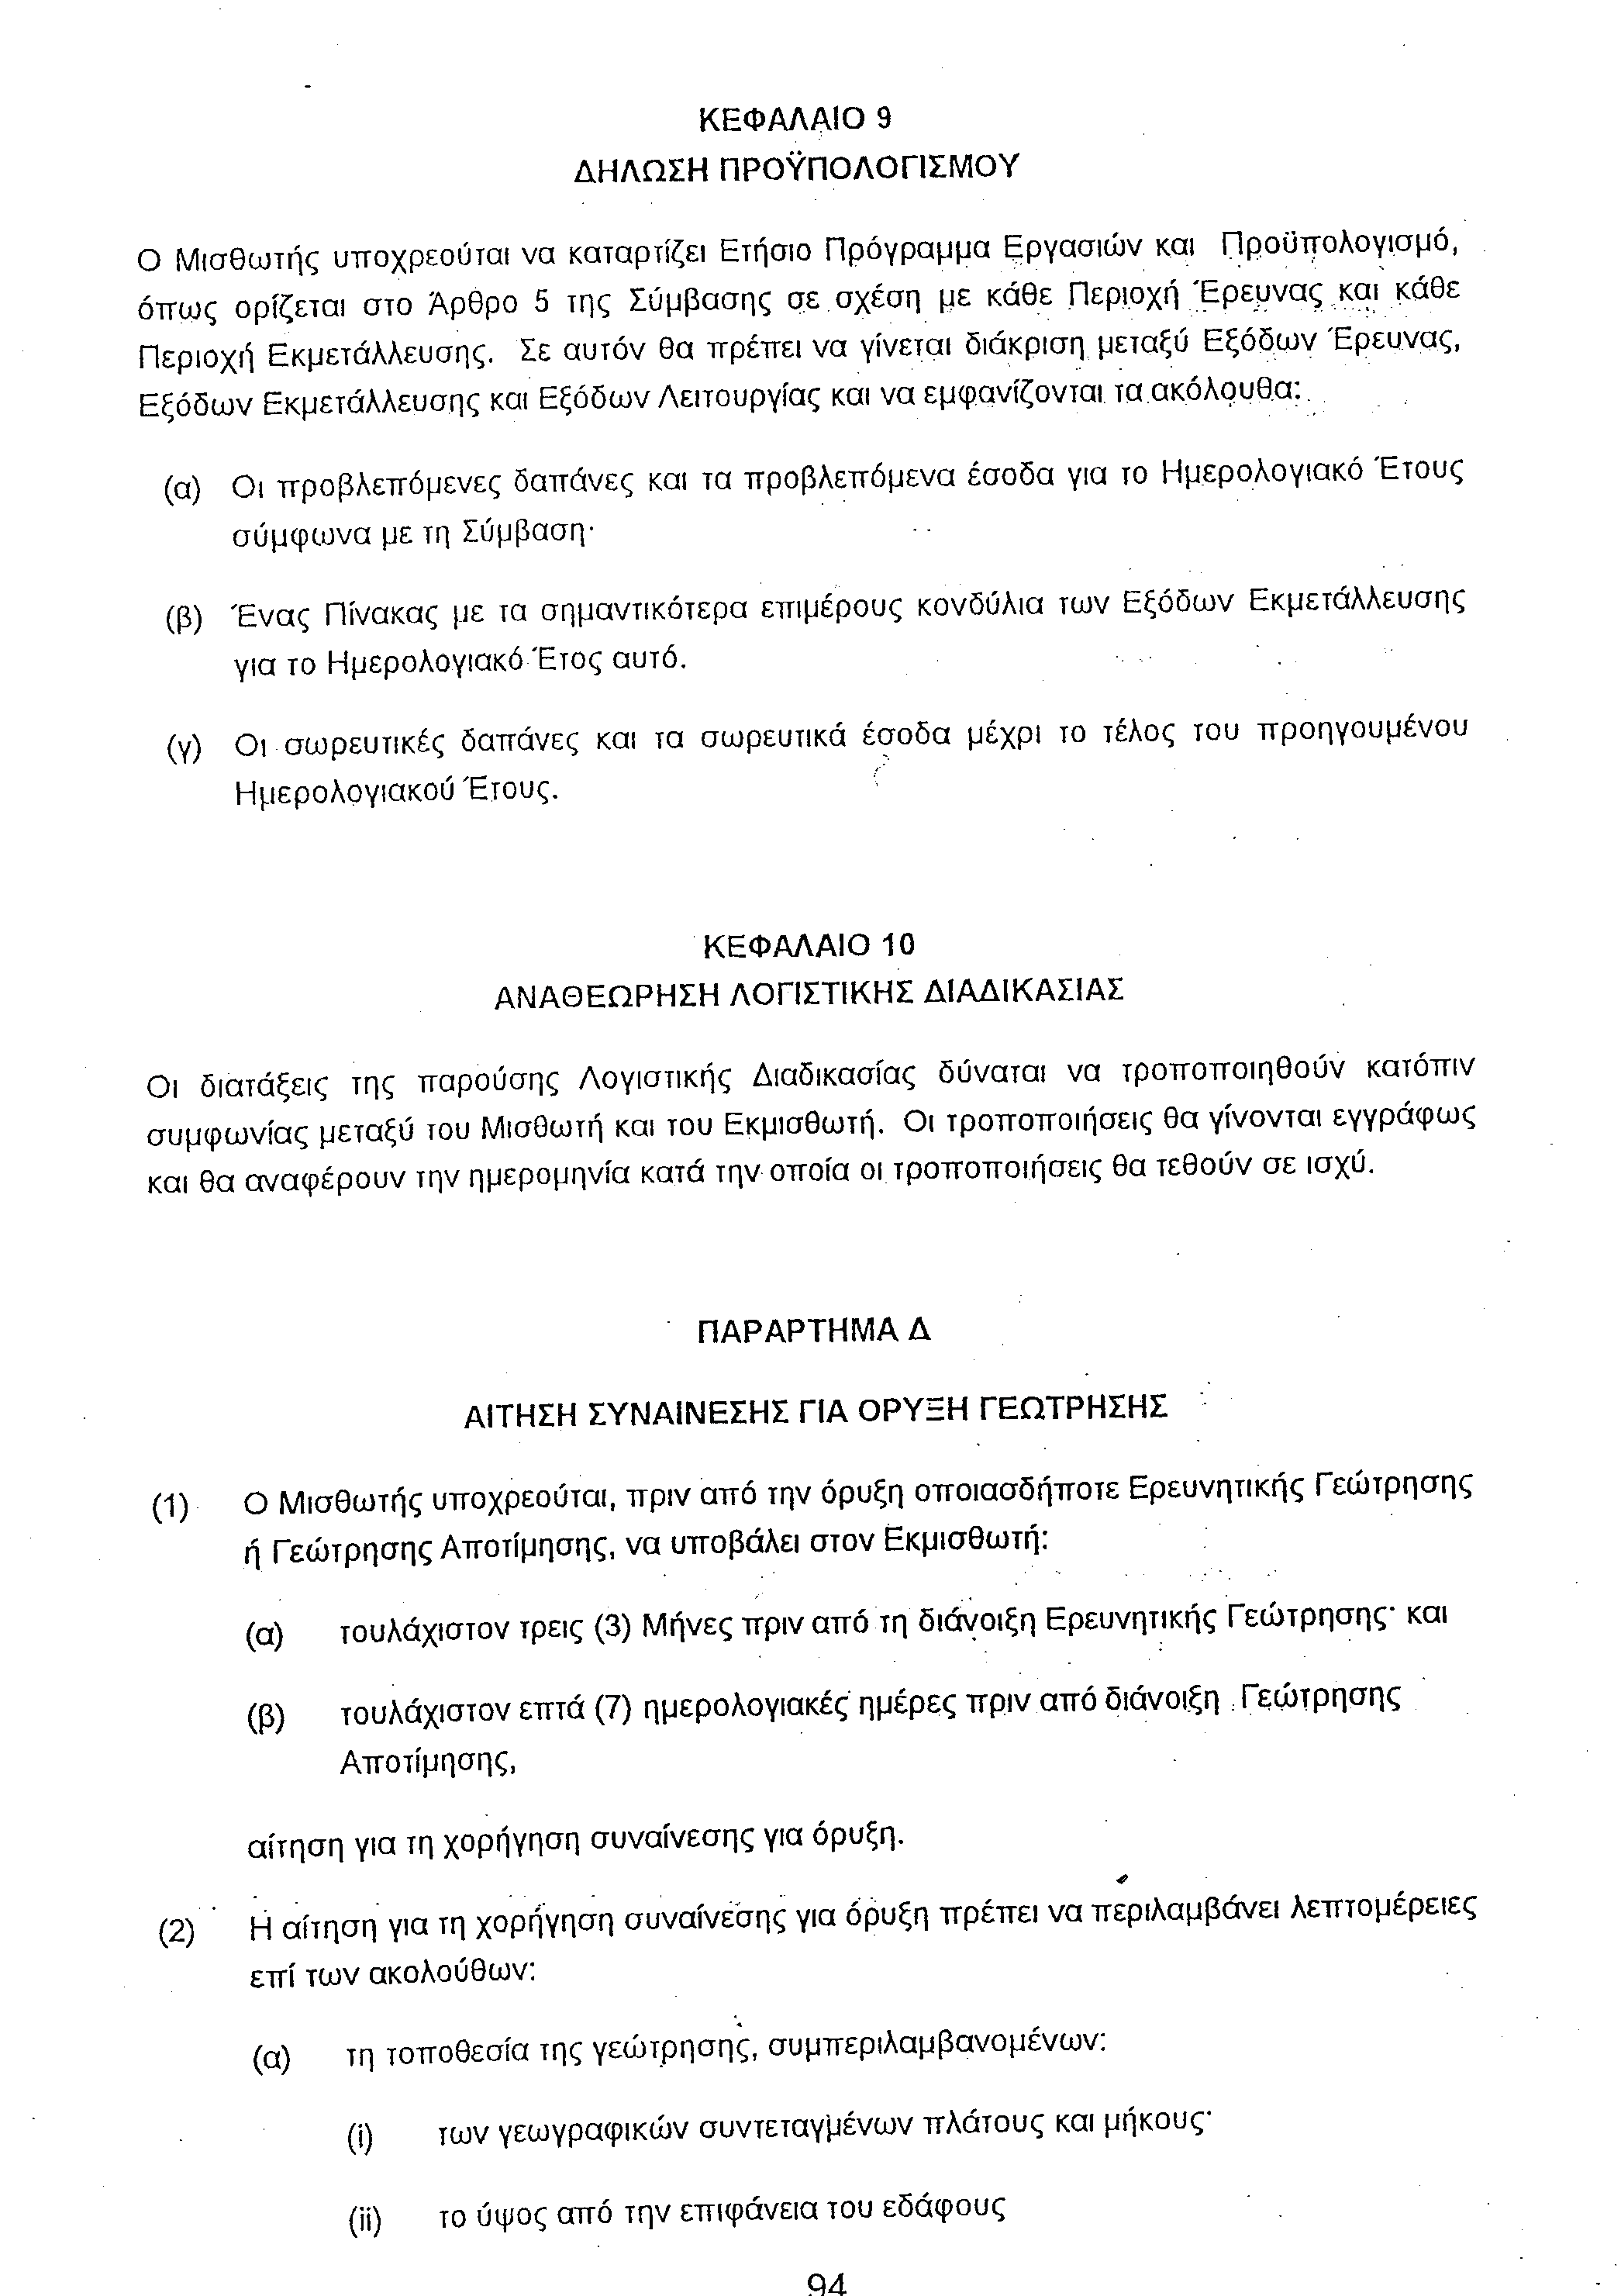 ΚΕΦΑΛΑΙΟ 9
ΔΗΛΩΣΗ ΠΡΟΫΠΟΛΟΓΙΣΜΟΥ
Ο Μισθωτής υποχρεούται να καταρτίζει Ετήσιο Πρόγραμμα Εργασιών και Προϋπολογισμό,
όπως ορίζεται στο Άρθρο 5 της Σύμβασης σε σχέση με κάθε Περιοχή Έρευνας και κάθε
Περιοχή Εκμετάλλευσης. Σε αυτόν θα πρέπει να γίνεται διάκριση μεταξύ Εξόδων Έρευνας,
Εξόδων Εκμετάλλευσης και Εξόδων Λειτουργίας και να εμφανίζονται τα ακόλουθα:
(α) Οι προβλεπόμενες δαπάνες και τα προβλεπόμενα έσοδα για το Ημερολογιακό Έτους
σύμφωνα με τη Σύμβαση·
(β) Ένας Πίνακας με τα σημαντικότερα επιμέρους κονδύλια των Εξόδων Εκμετάλλευσης
για το Ημερολογιακό Έτος αυτό.
(γ) Οι σωρευτικές δαπάνες και τα σωρευτικά έσοδα μέχρι το τέλος του προηγουμένου
Ημερολογιακού Έτους.
ΚΕΦΑΛΑΙΟ 10
ΑΝΑΘΕΩΡΗΣΗ ΛΟΓΙΣΤΙΚΗΣ ΔΙΑΔΙΚΑΣΙΑΣ
Οι διατάξεις της παρούσης Λογιστικής Διαδικασίας δύναται να τροποποιηθούν κατόπιν
συμφωνίας μεταξύ του Μισθωτή και του Εκμισθωτή. Οι τροποποιήσεις θα γίνονται εγγράφως
και θα αναφέρουν την ημερομηνία κατά την οποία οι τροποποιήσεις θα τεθούν σε ισχύ.
ΠΑΡΑΡΤΗΜΑ Δ
ΑΙΤΗΣΗ ΣΥΝΑΙΝΕΣΗΣ ΓΙΑ ΟΡΥΞΗ ΓΕΩΤΡΗΣΗΣ
(1) Ο Μισθωτής υποχρεούται, πριν από την όρυξη οποιασδήποτε Ερευνητικής Γεώτρησης
ή Γεώτρησης Αποτίμησης, να υποβάλει στον Εκμισθωτή:
(α) τουλάχιστον τρεις (3) Μήνες πριν από τη διάνοιξη Ερευνητικής Γεώτρησης· και
(β) τουλάχιστον επτά (7) ημερολογιακές ημέρες πριν από διάνοιξη Γεώτρησης
Αποτίμησης,
αίτηση για τη χορήγηση συναίνεσης για όρυξη.
(2) Η αίτηση για τη χορήγηση συναίνεσης για όρυξη πρέπει να περιλαμβάνει λεπτομέρειες
επί των ακολούθων:
(α) τη τοποθεσία της γεώτρησης, συμπεριλαμβανομένων:
(i) των γεωγραφικών συντεταγμένων πλάτους και μήκους·
(ii) το ύψος από την επιφάνεια του εδάφους
94